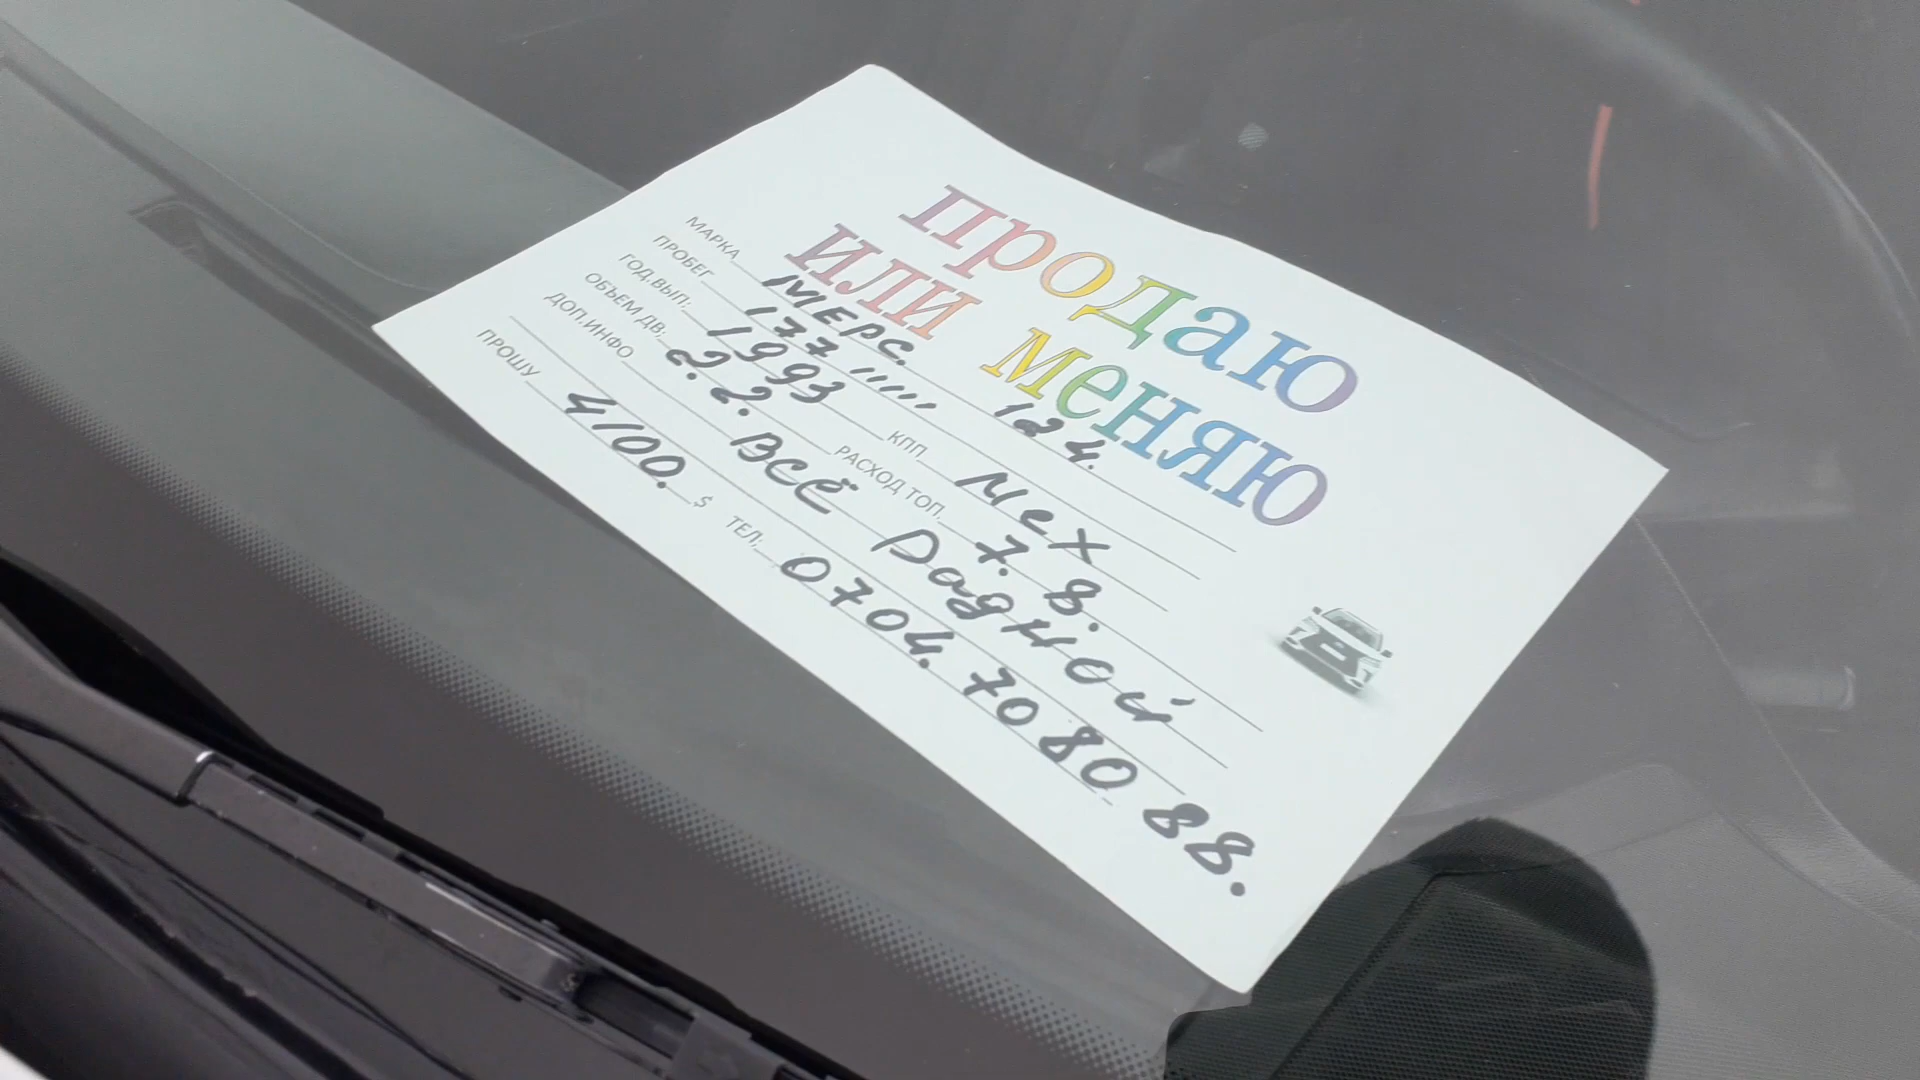 продаю
или меняю
МАРКА МЕРС. 124.
ПРОБЕГ 177 '''''
ГОД.ВЫП: 1993 КПП Мех
ОБЪЕМ ДВ. 2.2. РАСХОД ТОП. 7.8.
ДОП.ИНФО ВСЁ Родной
ПРОШУ 4100. $ ТЕЛ: 0704.708088.